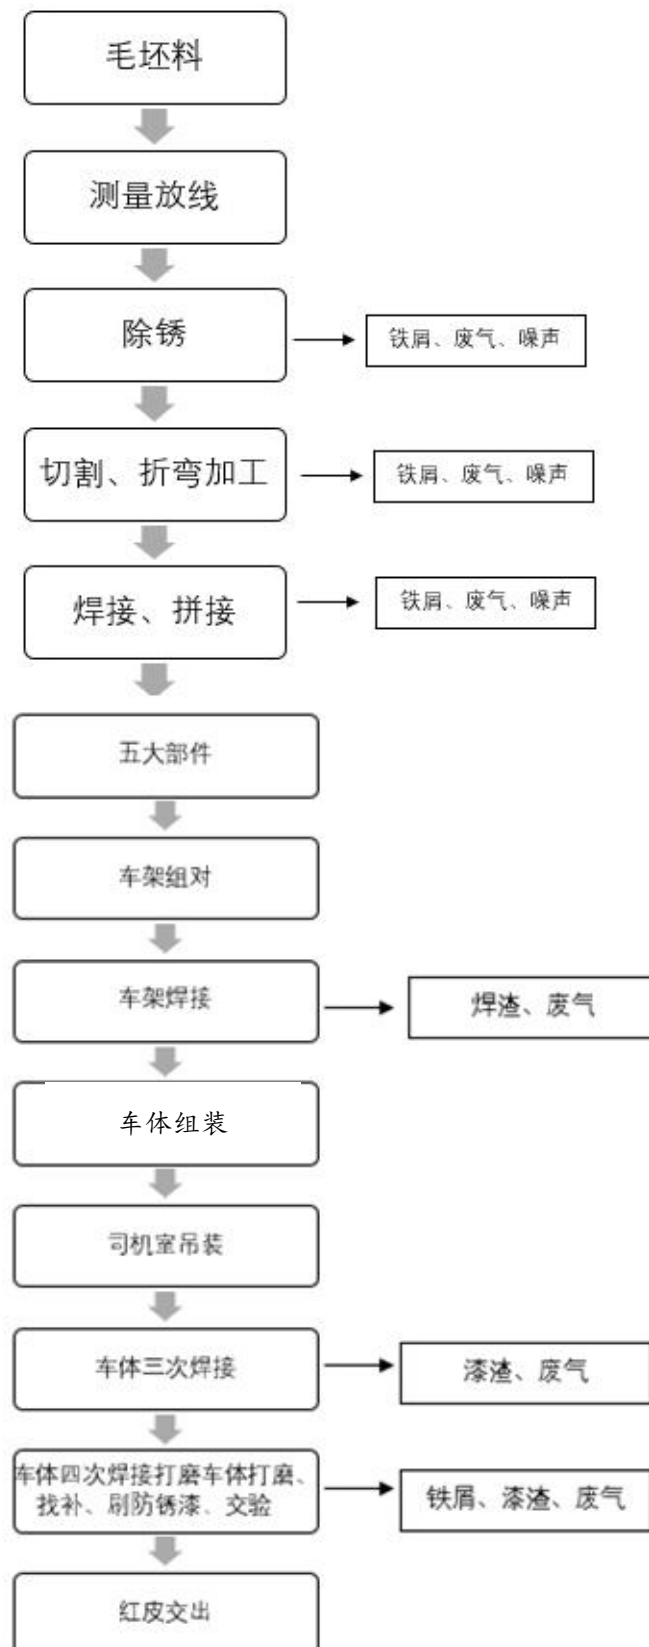 毛坯料
测量放线
除锈
铁屑、废气、噪声
切割、折弯加工
铁屑、废气、噪声
焊接、拼接
铁屑、废气、噪声
五大部件
车架组对
车架焊接
焊渣、废气
车体组装
司机室吊装
车体三次焊接
漆渣、废气
车体四次焊接打磨车体打磨、
找补、刷防锈漆、交验
铁屑、漆渣、废气
红皮交出